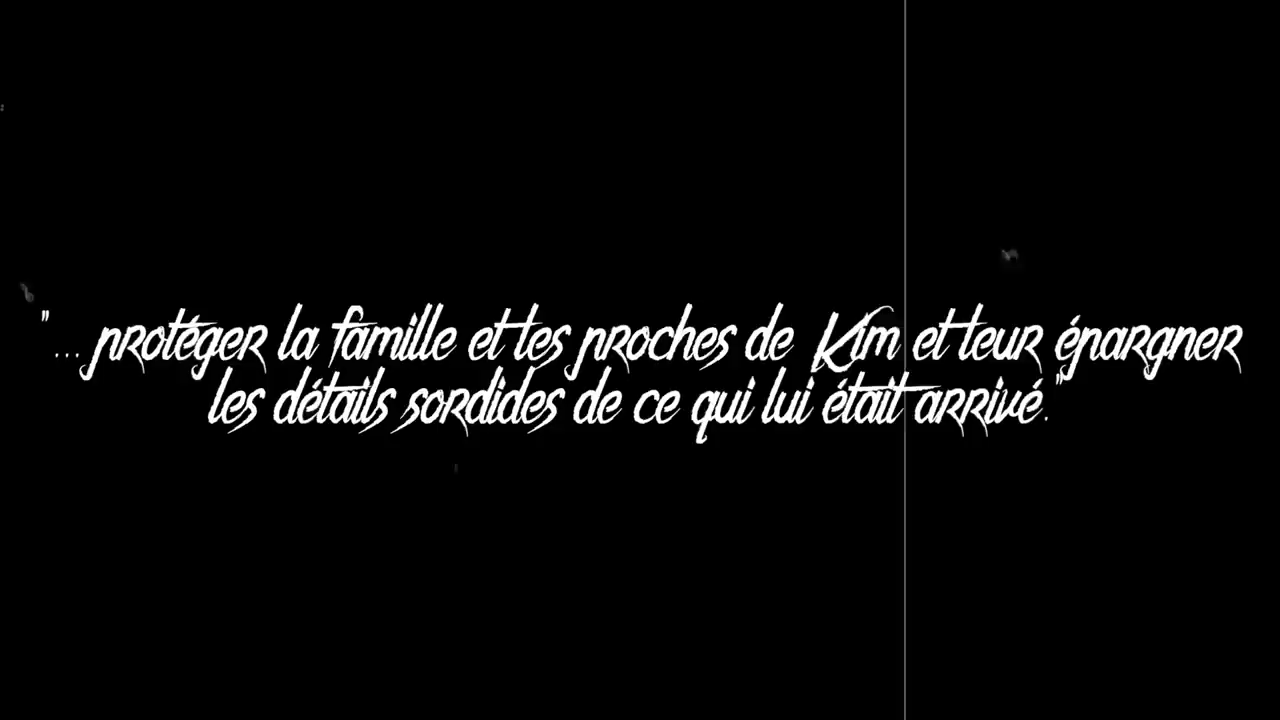 "... protéger la famille et les proches de Kim et leur épargner
les détails sordides de ce qui lui était arrivé."